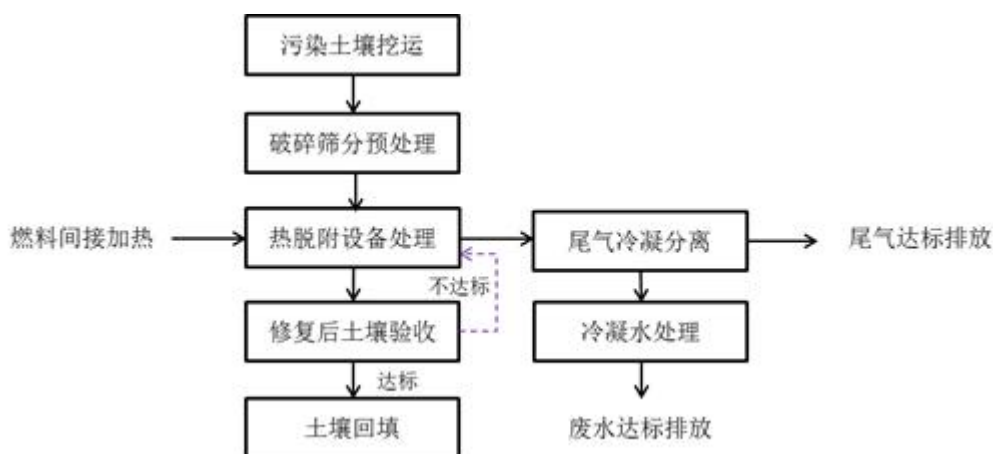 污染土壤挖运
破碎筛分预处理
燃料间接加热
热脱附设备处理
尾气冷凝分离
尾气达标排放
不达标
修复后土壤验收
冷凝水处理
达标
土壤回填
废水达标排放